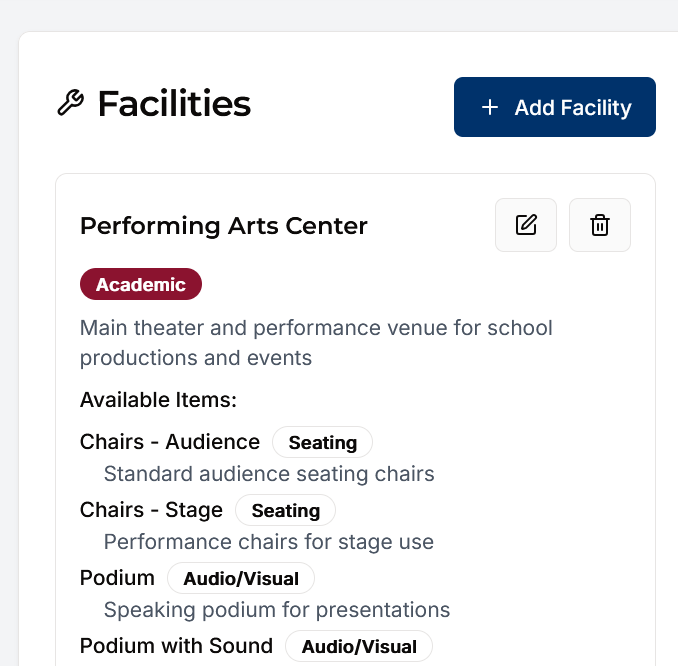 Facilities
Add Facility
Performing Arts Center
Academic
Main theater and performance venue for school
productions and events
Available Items:
Chairs - Audience Seating
Standard audience seating chairs
Chairs - Stage Seating
Performance chairs for stage use
Podium Audio/Visual
Speaking podium for presentations
Podium with Sound Audio/Visual